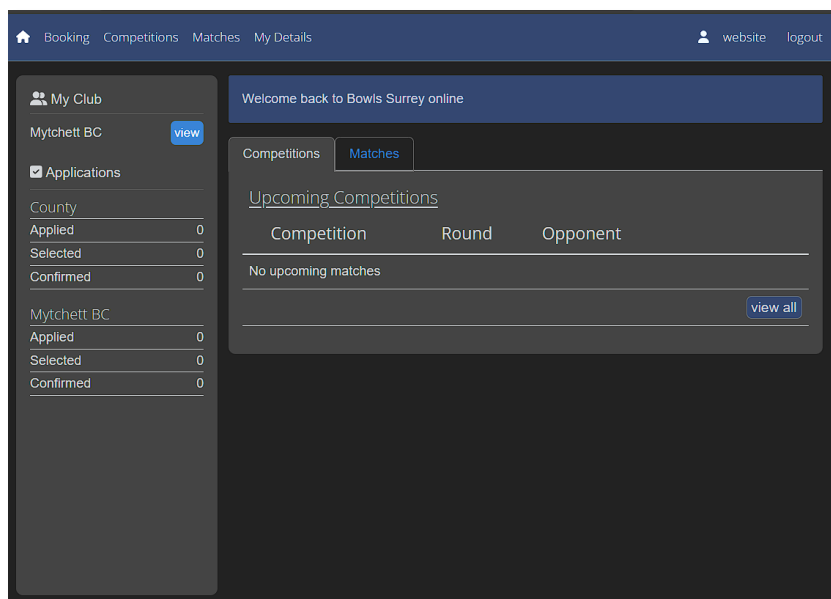 Booking Competitions Matches My Details website logout
My Club
Mytchett BC view
Applications
County
Applied 0
Selected 0
Confirmed 0
Mytchett BC
Applied 0
Selected 0
Confirmed 0
Welcome back to Bowls Surrey online
Competitions Matches
Upcoming Competitions
Competition Round Opponent
No upcoming matches
view all